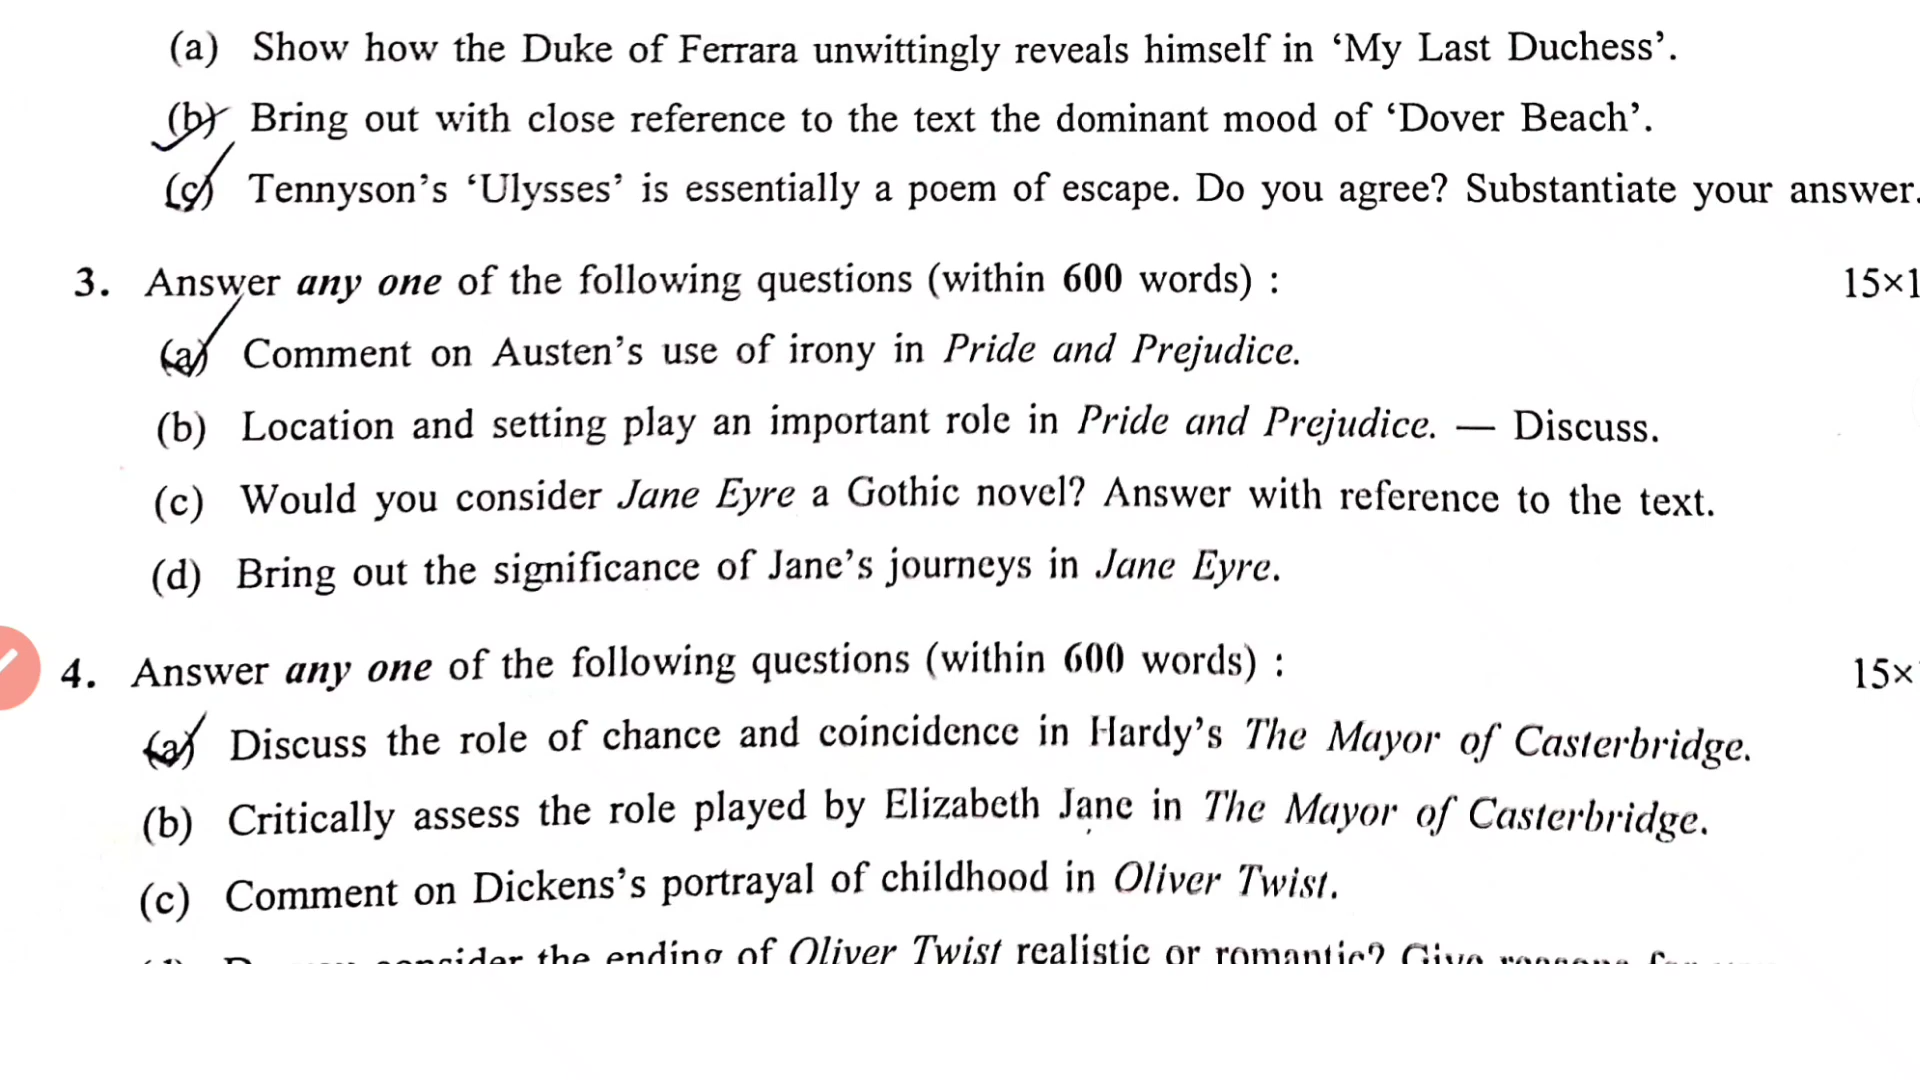 (a) Show how the Duke of Ferrara unwittingly reveals himself in ‘My Last Duchess’.
(b) Bring out with close reference to the text the dominant mood of ‘Dover Beach’.
(c) Tennyson’s ‘Ulysses’ is essentially a poem of escape. Do you agree? Substantiate your answer.
3. Answer any one of the following questions (within 600 words) : 15×1
(a) Comment on Austen’s use of irony in Pride and Prejudice.
(b) Location and setting play an important role in Pride and Prejudice. — Discuss.
(c) Would you consider Jane Eyre a Gothic novel? Answer with reference to the text.
(d) Bring out the significance of Jane’s journeys in Jane Eyre.
4. Answer any one of the following questions (within 600 words) : 15×
(a) Discuss the role of chance and coincidence in Hardy’s The Mayor of Casterbridge.
(b) Critically assess the role played by Elizabeth Jane in The Mayor of Casterbridge.
(c) Comment on Dickens’s portrayal of childhood in Oliver Twist.
consider the ending of Oliver Twist realistic or romantic? Give reasons